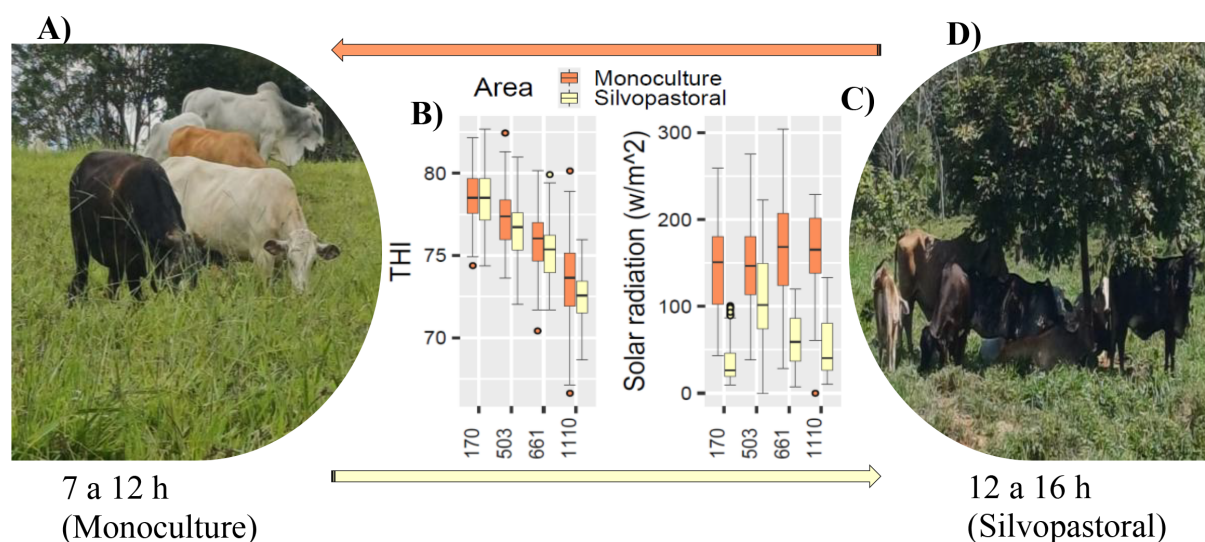 A)
D)
Area
Monoculture
Silvopastoral
B)
C)
THI
80
75
70
170
503
661
1110
Solar radiation (w/m^2)
300
200
100
0
170
503
661
1110
7 a 12 h
(Monoculture)
12 a 16 h
(Silvopastoral)